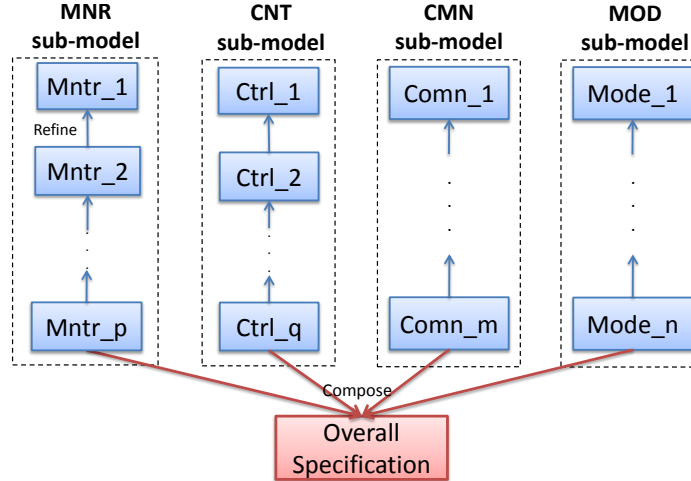 MNR
sub-model
CNT
sub-model
CMN
sub-model
MOD
sub-model
Mntr_1
Ctrl_1
Comn_1
Mode_1
Refine
Mntr_2
Ctrl_2
Mntr_p
Ctrl_q
Comn_m
Mode_n
Compose
Overall
Specification